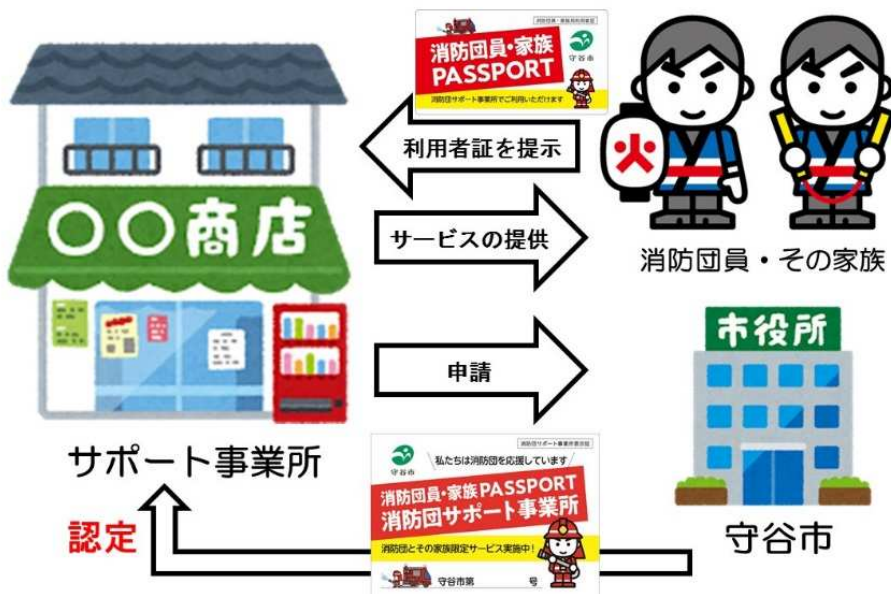 消防団員・家族利用者証
消防団員・家族
PASSPORT
守谷市
消防団サポート事業所でご利用いただけます
利用者証を提示
火
〇〇商店
サービスの提供
消防団員・その家族
市役所
申請
サポート事業所
消防団サポート事業所表示証
守谷市
私たちは消防団を応援しています
消防団員・家族PASSPORT
消防団サポート事業所
消防団とその家族限定サービス実施中!
守谷市第 号
認定
守谷市